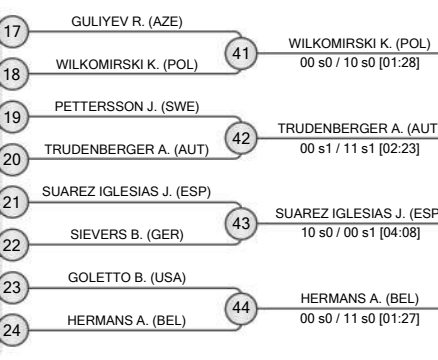 17
GULIYEV R. (AZE)
18
WILKOMIRSKI K. (POL)
41
WILKOMIRSKI K. (POL)
00 s0 / 10 s0 [01:28]
19
PETTERSSON J. (SWE)
20
TRUDENBERGER A. (AUT)
42
TRUDENBERGER A. (AUT
00 s1 / 11 s1 [02:23]
21
SUAREZ IGLESIAS J. (ESP)
22
SIEVERS B. (GER)
43
SUAREZ IGLESIAS J. (ESP
10 s0 / 00 s1 [04:08]
23
GOLETTO B. (USA)
24
HERMANS A. (BEL)
44
HERMANS A. (BEL)
00 s0 / 11 s0 [01:27]